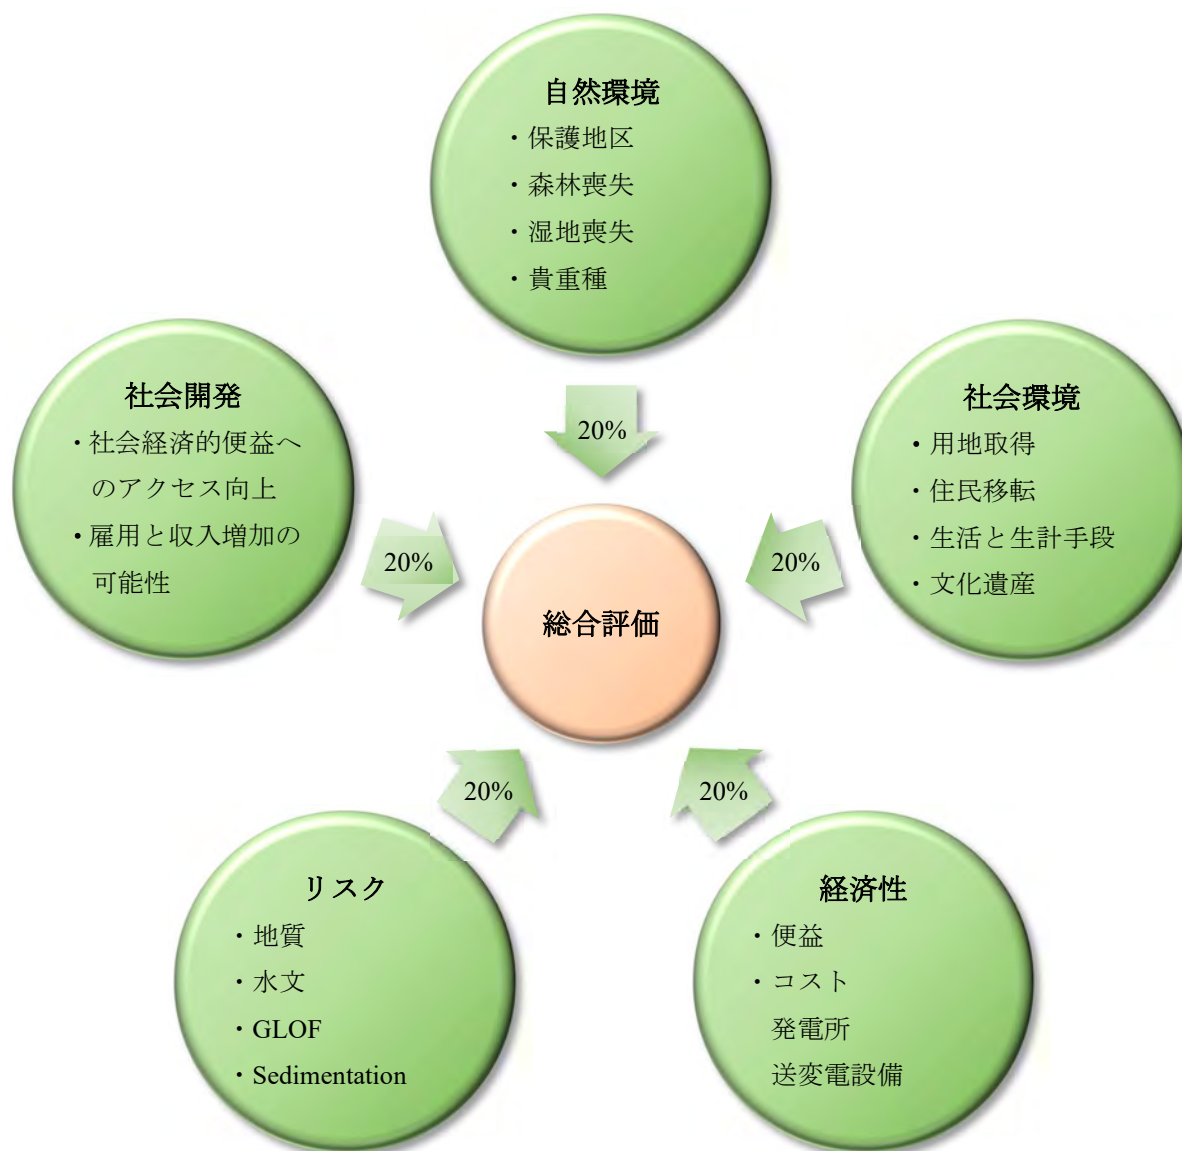 自然環境
・保護地区
・森林喪失
・湿地喪失
・貴重種
20%
社会開発
・社会経済的便益へ
のアクセス向上
・雇用と収入増加の
可能性
20%
社会環境
・用地取得
・住民移転
・生活と生計手段
・文化遺産
20%
総合評価
リスク
・地質
・水文
・GLOF
・Sedimentation
20%
経済性
・便益
・コスト
発電所
送変電設備
20%